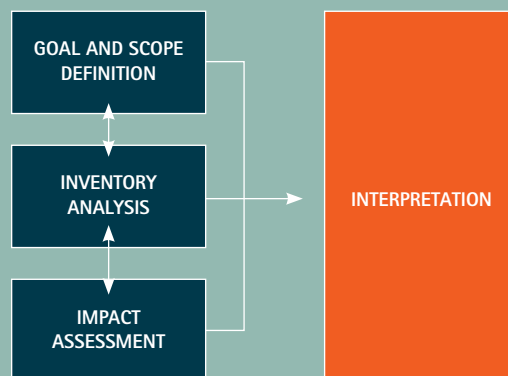 GOAL AND SCOPE
DEFINITION
INVENTORY
ANALYSIS
INTERPRETATION
IMPACT
ASSESSMENT